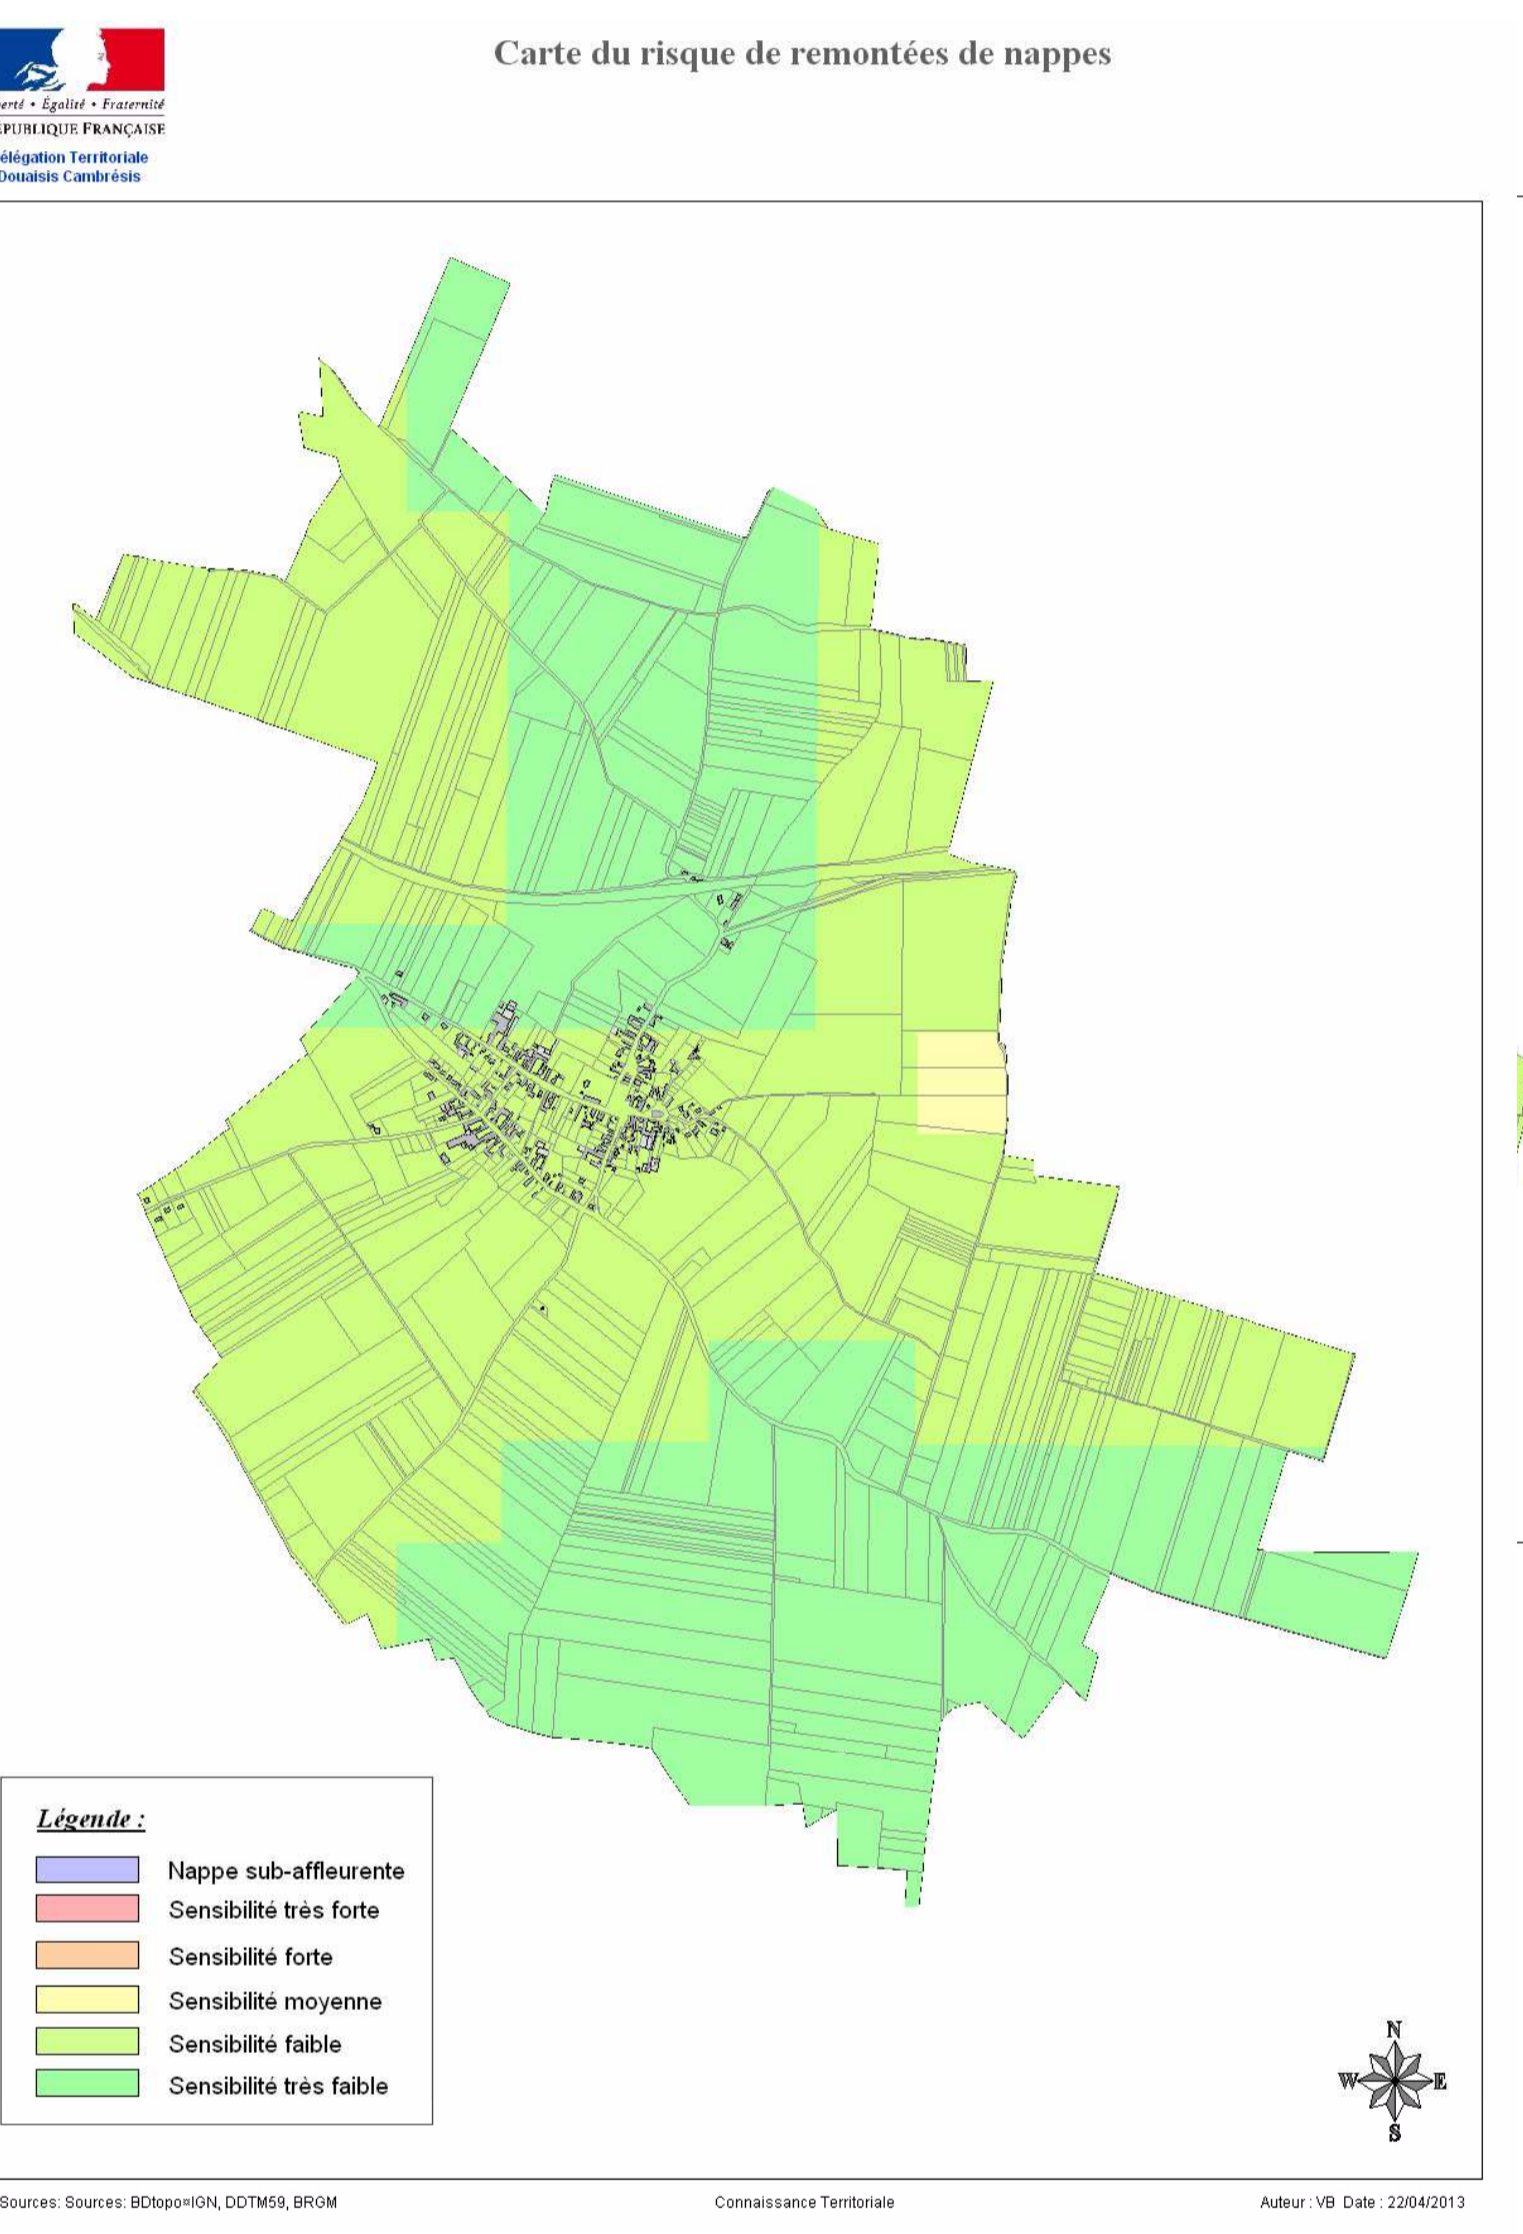 Carte du risque de remontées de nappes
erté • Égalité • Fraternité
ÉPUBLIQUE FRANÇAISE
élégation Territoriale
Douaisis Cambrésis
Légende :
Nappe sub-affleurente
Sensibilité très forte
Sensibilité forte
Sensibilité moyenne
Sensibilité faible
Sensibilité très faible
N
W E
S
Sources: Sources: BDtopo¤IGN, DDTM59, BRGM
Connaissance Territoriale
Auteur : VB Date : 22/04/2013